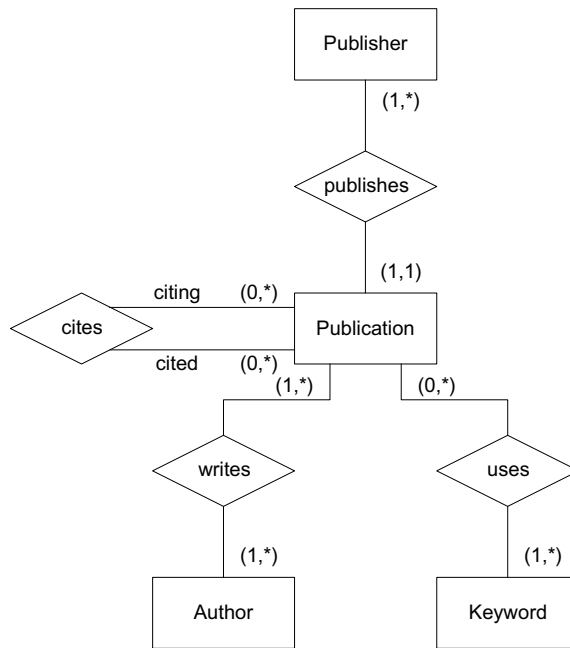 Publisher
(1,*)
publishes
(1,1)
citing (0,*)
cites
Publication
cited (0,*)
(1,*) (0,*)
writes uses
(1,*) (1,*)
Author Keyword